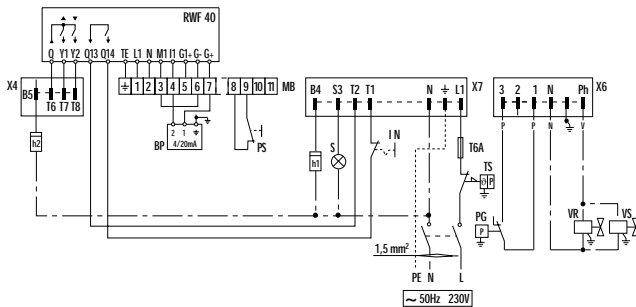 RWF 40
Q Y1 Y2 Q13 Q14 TE L1 N M1 I1 G1+ G- G+
X4 B5 T6 T7 T8
1 2 3 4 5 6 7 8 9 10 11 MB
B4 S3 T2 T1 N L1 X7
3 2 1 N Ph X6
P P N V
h2
2 1
BP 4/20mA
PS
h1
S
I N
T6A
TS
P
PG P
VR VS
1,5 mm²
PE N L
~ 50Hz 230V